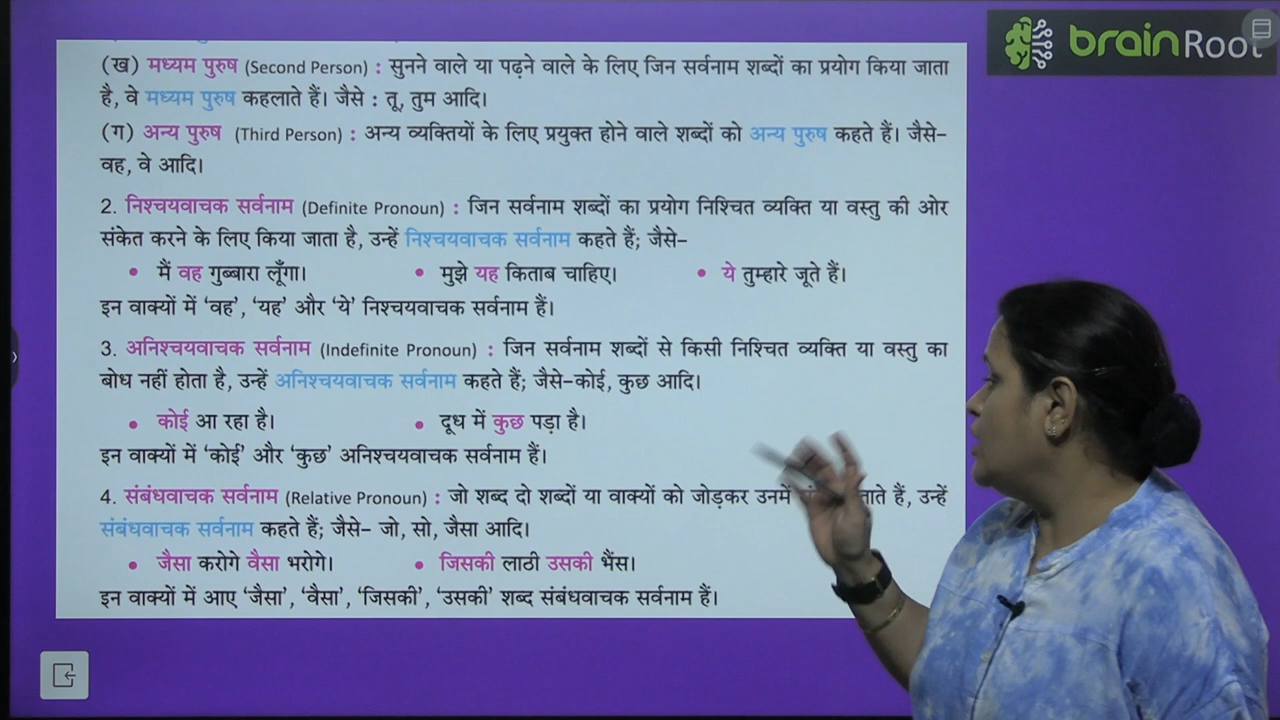 brainRoot
(ख) मध्यम पुरुष (Second Person) : सुनने वाले या पढ़ने वाले के लिए जिन सर्वनाम शब्दों का प्रयोग किया जाता
है, वे मध्यम पुरुष कहलाते हैं। जैसे : तू, तुम आदि।
(ग) अन्य पुरुष (Third Person) : अन्य व्यक्तियों के लिए प्रयुक्त होने वाले शब्दों को अन्य पुरुष कहते हैं। जैसे–
वह, वे आदि।
2. निश्चयवाचक सर्वनाम (Definite Pronoun) : जिन सर्वनाम शब्दों का प्रयोग निश्चित व्यक्ति या वस्तु की ओर
संकेत करने के लिए किया जाता है, उन्हें निश्चयवाचक सर्वनाम कहते हैं; जैसे–
• मैं वह गुब्बारा लूँगा। • मुझे यह किताब चाहिए। • ये तुम्हारे जूते हैं।
इन वाक्यों में ‘वह’, ‘यह’ और ‘ये’ निश्चयवाचक सर्वनाम हैं।
3. अनिश्चयवाचक सर्वनाम (Indefinite Pronoun) : जिन सर्वनाम शब्दों से किसी निश्चित व्यक्ति या वस्तु का
बोध नहीं होता है, उन्हें अनिश्चयवाचक सर्वनाम कहते हैं; जैसे–कोई, कुछ आदि।
• कोई आ रहा है। • दूध में कुछ पड़ा है।
इन वाक्यों में ‘कोई’ और ‘कुछ’ अनिश्चयवाचक सर्वनाम हैं।
4. संबंधवाचक सर्वनाम (Relative Pronoun) : जो शब्द दो शब्दों या वाक्यों को जोड़कर उनमें हैं, उन्हें
संबंधवाचक सर्वनाम कहते हैं; जैसे– जो, सो, जैसा आदि।
• जैसा करोगे वैसा भरोगे। • जिसकी लाठी उसकी भैंस।
इन वाक्यों में आए ‘जैसा’, ‘वैसा’, ‘जिसकी’, ‘उसकी’ शब्द संबंधवाचक सर्वनाम हैं।